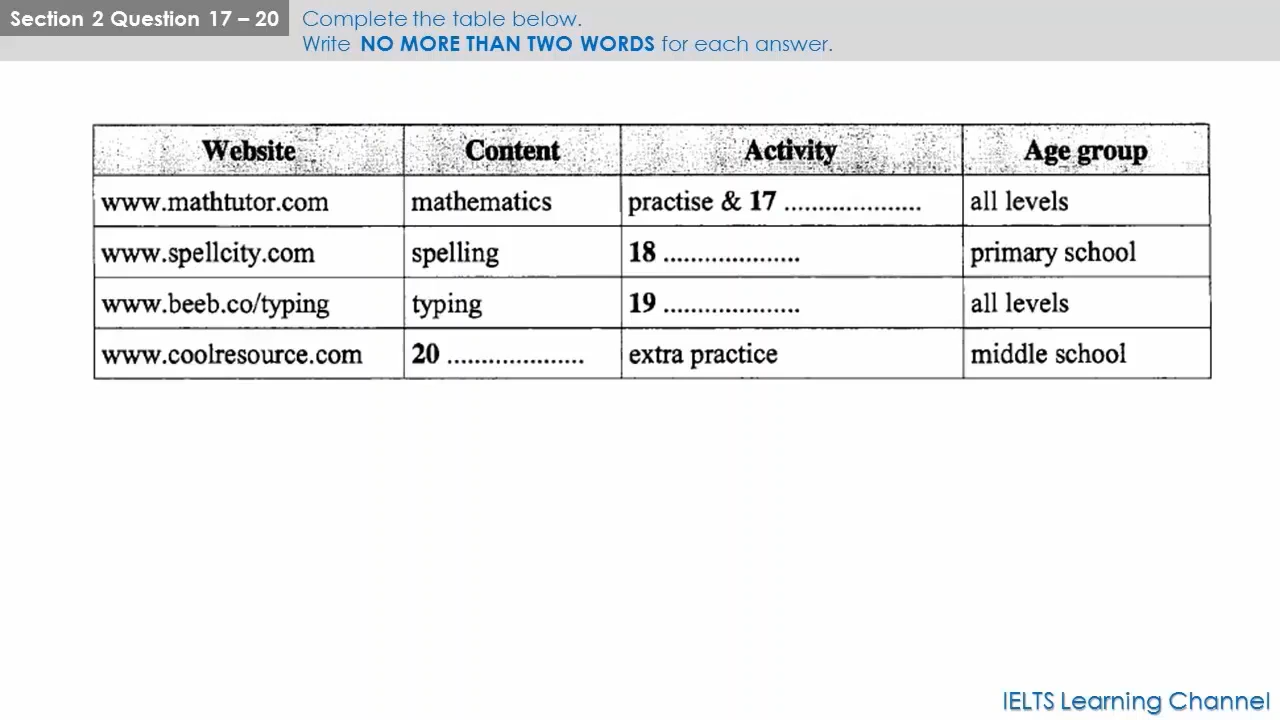 Section 2 Question 17 – 20
Complete the table below.
Write NO MORE THAN TWO WORDS for each answer.
Website Content Activity Age group
www.mathtutor.com mathematics practise & 17 .................... all levels
www.spellcity.com spelling 18 .................... primary school
www.beeb.co/typing typing 19 .................... all levels
www.coolresource.com 20 .................... extra practice middle school
IELTS Learning Channel